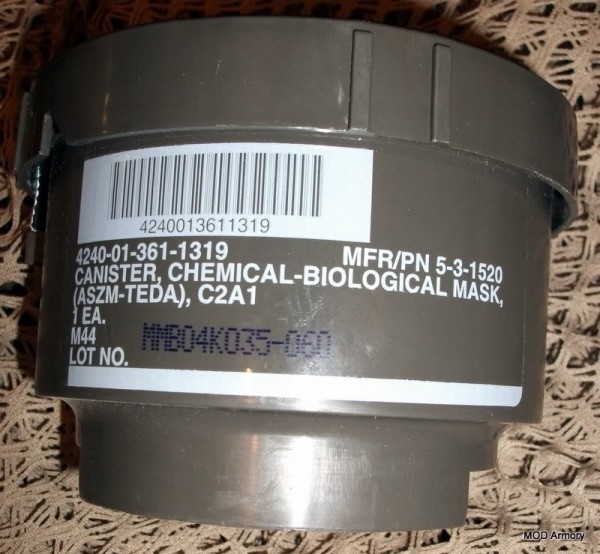 4240013611319
4240-01-361-1319 MFR/PN 5-3-1520
CANISTER, CHEMICAL-BIOLOGICAL MASK,
(ASZM-TEDA), C2A1
1 EA.
M44
LOT NO. MMB04K035-060
MOD Armory